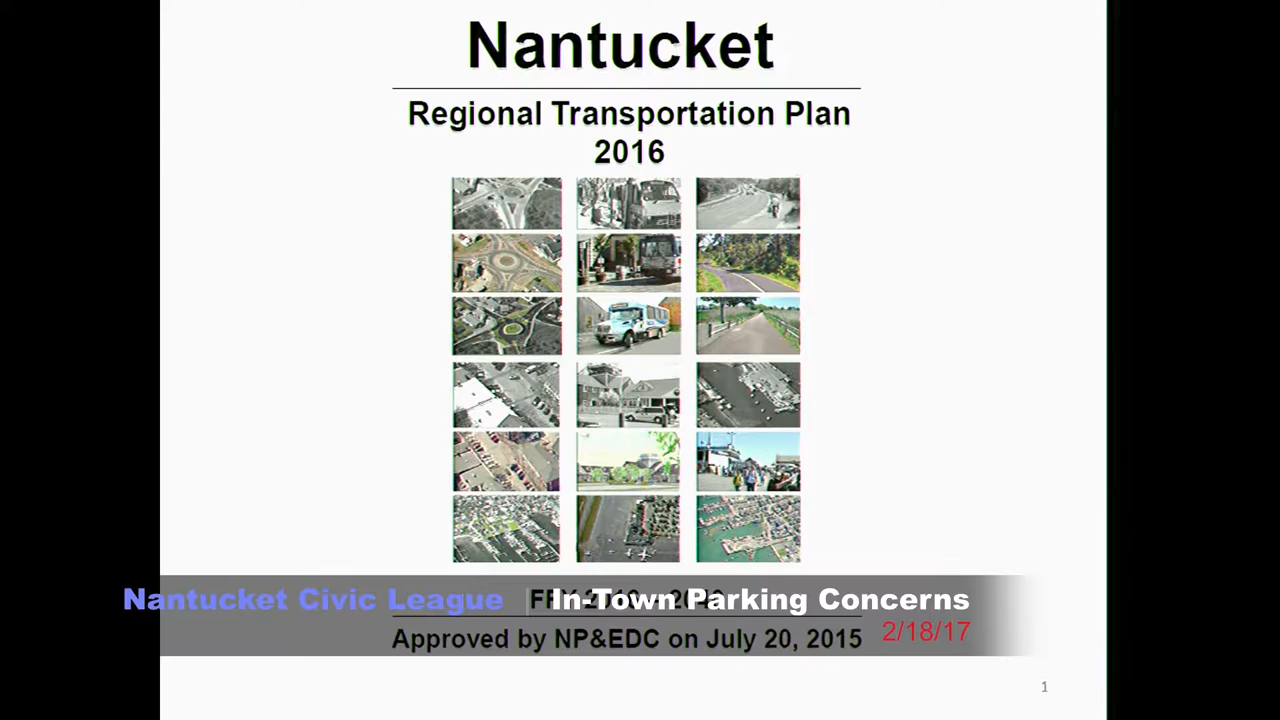 Nantucket
Regional Transportation Plan
2016
Nantucket Civic League
In-Town Parking Concerns
2/18/17
Approved by NP&EDC on July 20, 2015
1